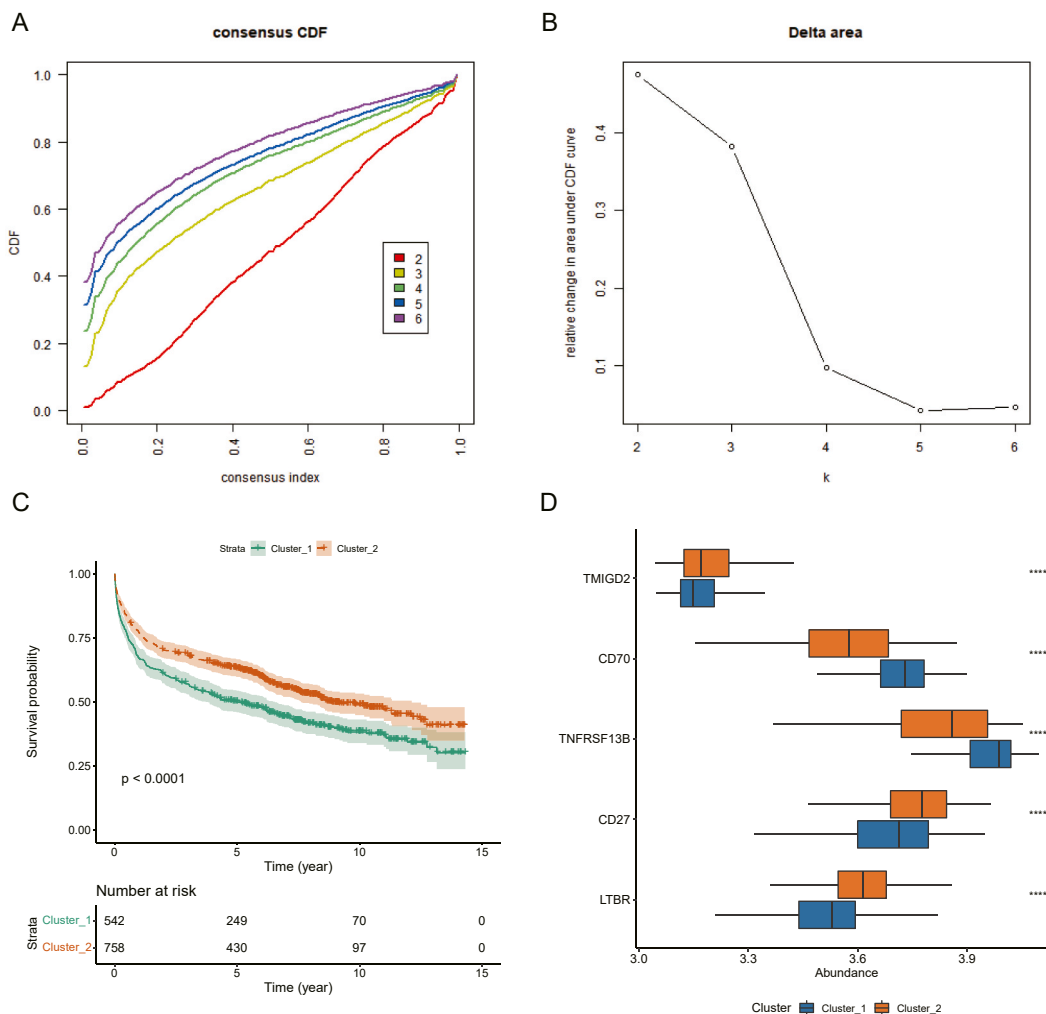 A
consensus CDF
CDF
1.0
0.8
0.6
0.4
0.2
0.0
2
3
4
5
6
0.0
0.2
0.4
0.6
0.8
1.0
consensus index
B
Delta area
relative change in area under CDF curve
0.4
0.3
0.2
0.1
2
3
4
5
6
k
C
Strata Cluster_1 Cluster_2
Survival probability
1.00
0.75
0.50
0.25
0.00
p < 0.0001
0 5 10 15
Time (year)
Number at risk
Strata
Cluster_1 542 249 70 0
Cluster_2 758 430 97 0
0 5 10 15
Time (year)
D
TMIGD2 ****
CD70 ****
TNFRSF13B ****
CD27 ****
LTBR ****
3.0 3.3 3.6 3.9
Abundance
Cluster Cluster_1 Cluster_2